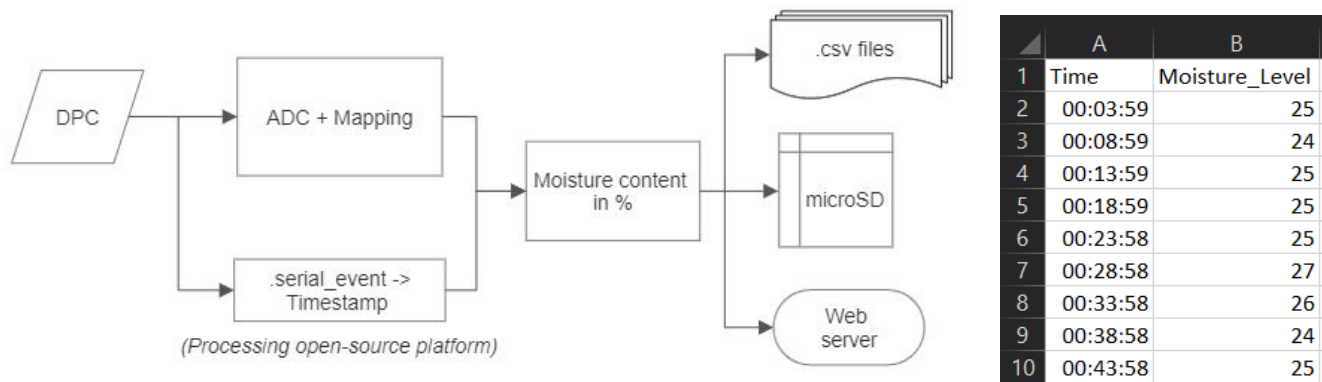 DPC
ADC + Mapping
.serial_event ->
Timestamp
(Processing open-source platform)
Moisture content
in %
.csv files
microSD
Web
server
A B
1 Time Moisture_Level
2 00:03:59 25
3 00:08:59 24
4 00:13:59 25
5 00:18:59 25
6 00:23:58 25
7 00:28:58 27
8 00:33:58 26
9 00:38:58 24
10 00:43:58 25